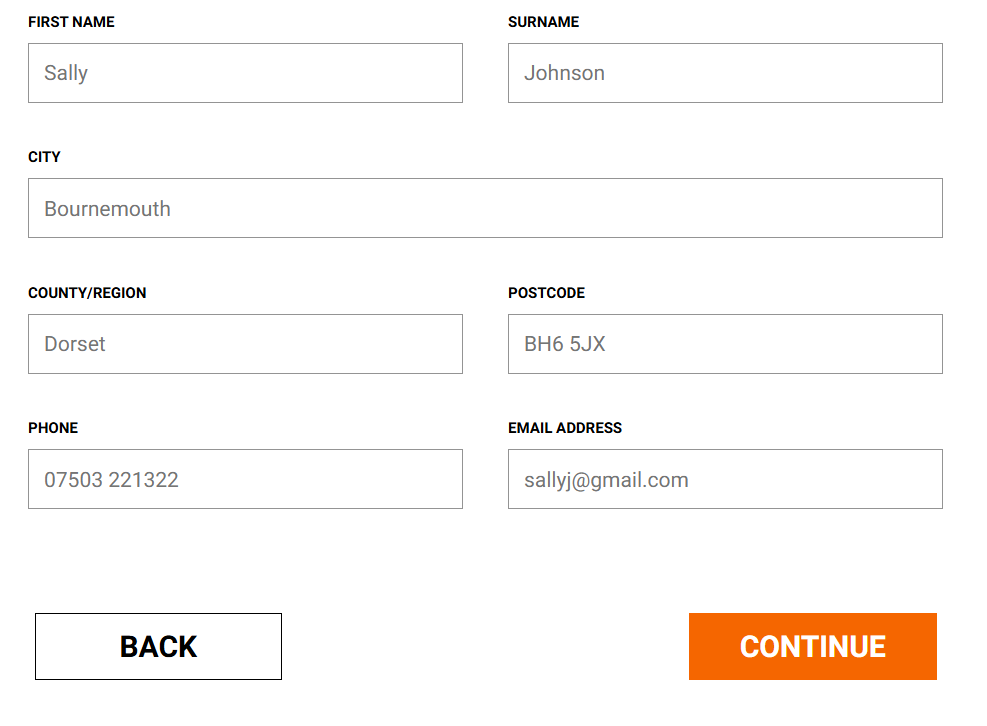 FIRST NAME
SURNAME
Sally
Johnson
CITY
Bournemouth
COUNTY/REGION
POSTCODE
Dorset
BH6 5JX
PHONE
EMAIL ADDRESS
07503 221322
sallyj@gmail.com
BACK
CONTINUE